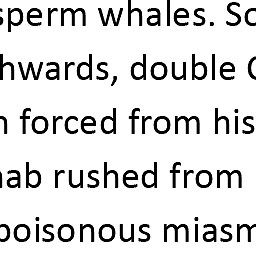 sperm whales. So
hwards, double
n forced from his
hab rushed from
poisonous miasm